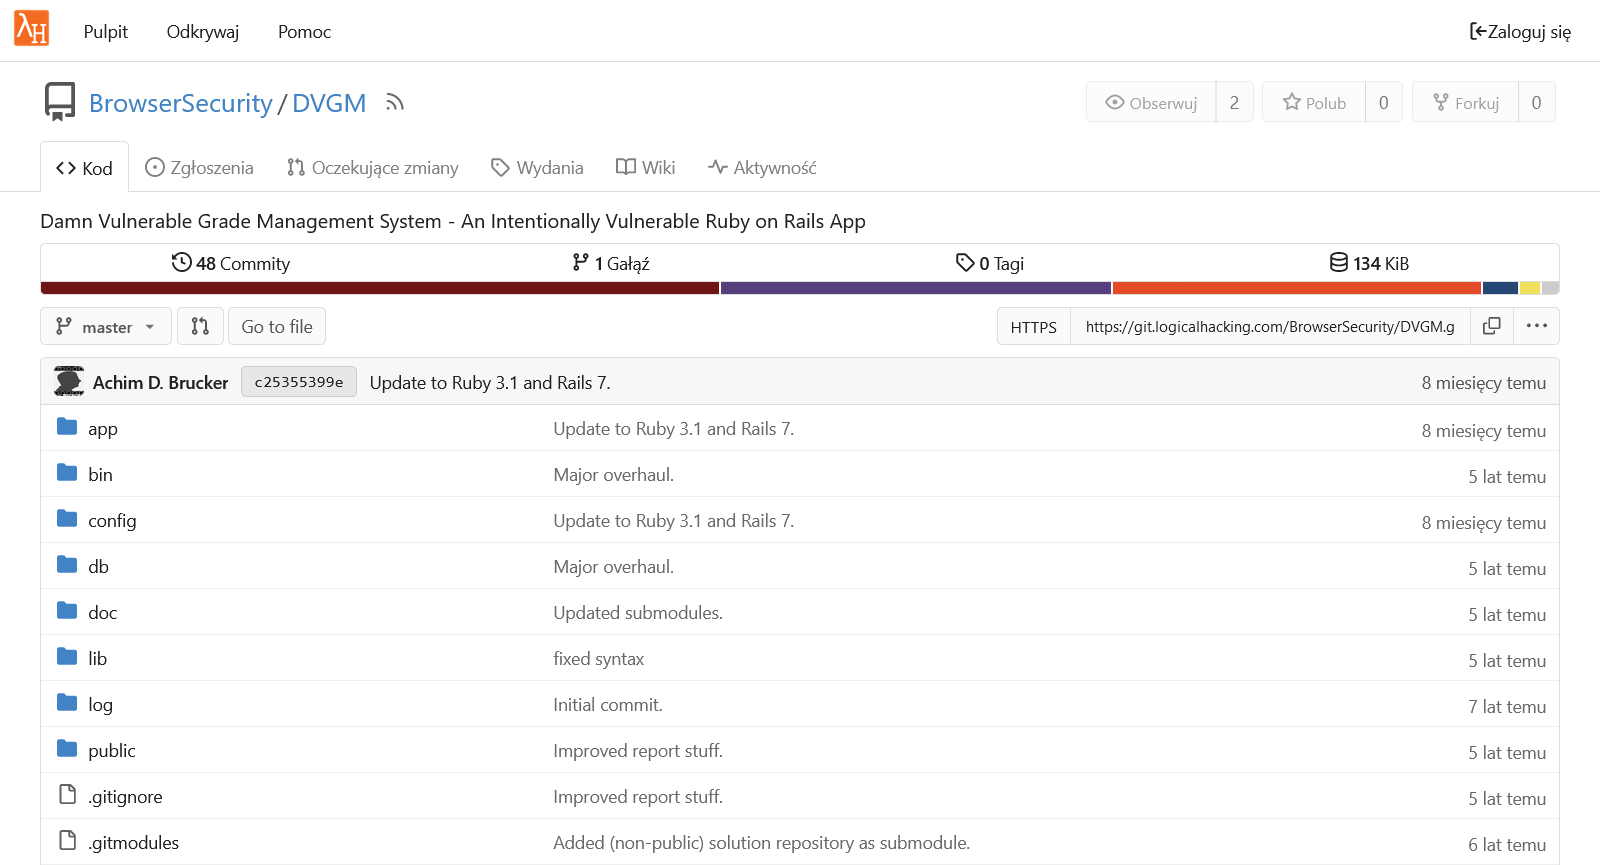 λH Pulpit Odkrywaj Pomoc Zaloguj się
BrowserSecurity / DVGM Obserwuj 2 Polub 0 Forkuj 0
Kod Zgłoszenia Oczekujące zmiany Wydania Wiki Aktywność
Damn Vulnerable Grade Management System - An Intentionally Vulnerable Ruby on Rails App
48 Commity 1 Gałąź 0 Tagi 134 KiB
master Go to file HTTPS https://git.logicalhacking.com/BrowserSecurity/DVGM.g
Achim D. Brucker c25355399e Update to Ruby 3.1 and Rails 7. 8 miesięcy temu
app Update to Ruby 3.1 and Rails 7. 8 miesięcy temu
bin Major overhaul. 5 lat temu
config Update to Ruby 3.1 and Rails 7. 8 miesięcy temu
db Major overhaul. 5 lat temu
doc Updated submodules. 5 lat temu
lib fixed syntax 5 lat temu
log Initial commit. 7 lat temu
public Improved report stuff. 5 lat temu
.gitignore Improved report stuff. 5 lat temu
.gitmodules Added (non-public) solution repository as submodule. 6 lat temu